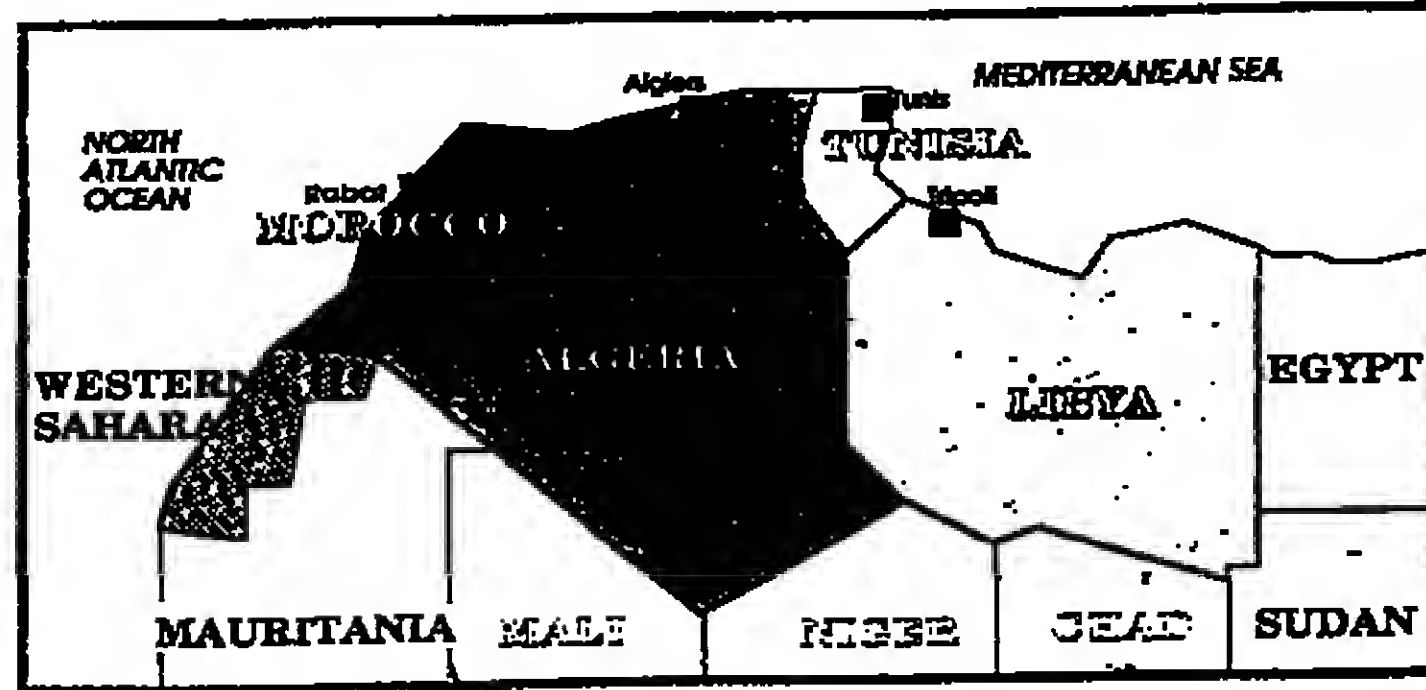 MEDITERRANEAN SEA
Algiers
Tunis
NORTH
ATLANTIC
OCEAN
TUNISIA
Rabat
Tripoli
MOROCCO
ALGERIA
WESTERN
SAHARA
EGYPT
LIBYA
MAURITANIA
MALI
NIGER
CHAD
SUDAN